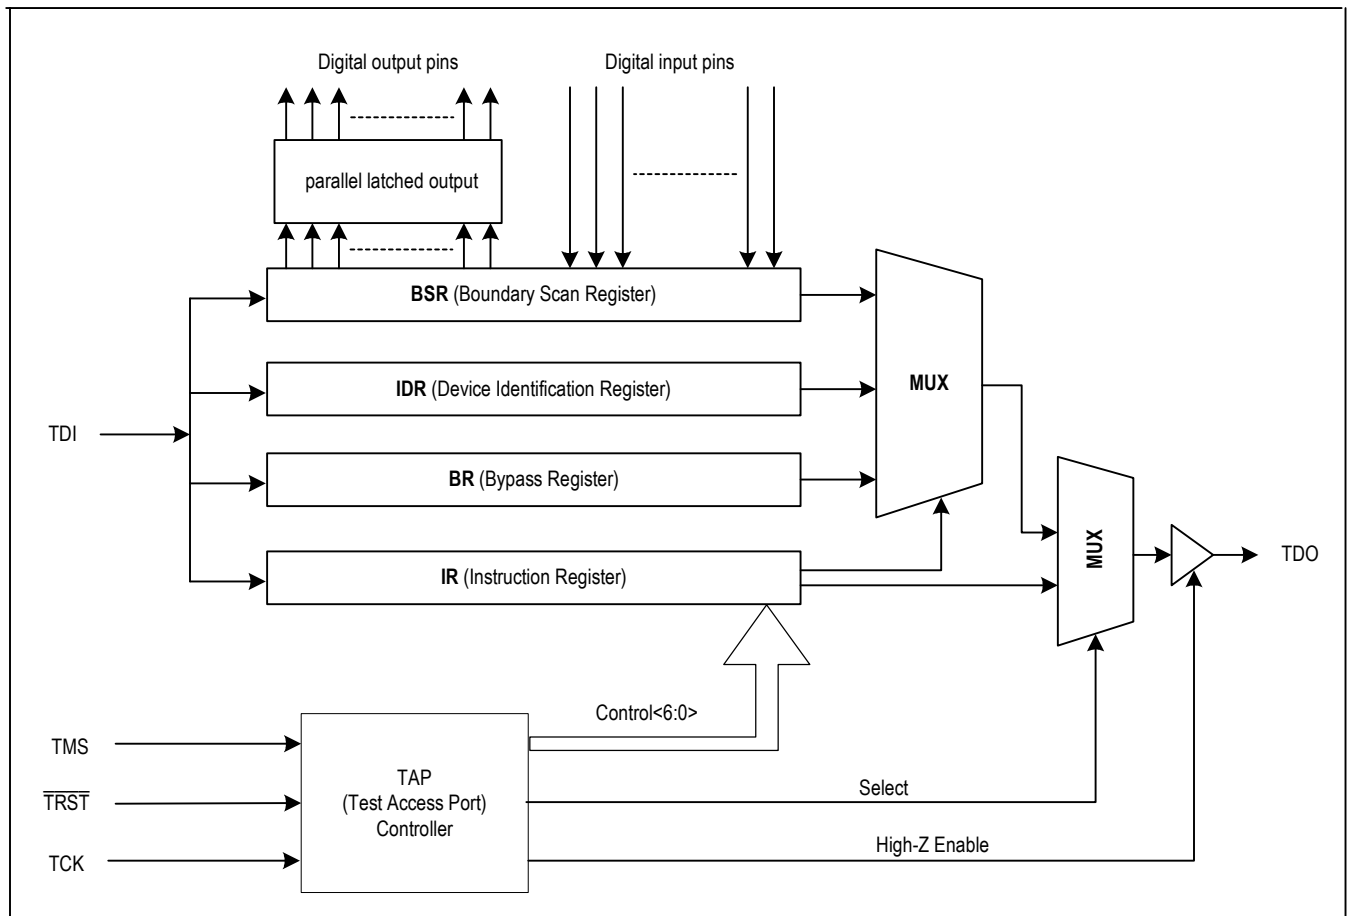 Digital output pins
Digital input pins
parallel latched output
BSR (Boundary Scan Register)
IDR (Device Identification Register)
MUX
TDI
BR (Bypass Register)
MUX
TDO
IR (Instruction Register)
Control<6:0>
TMS
TAP
(Test Access Port)
Controller
Select
TRST
High-Z Enable
TCK